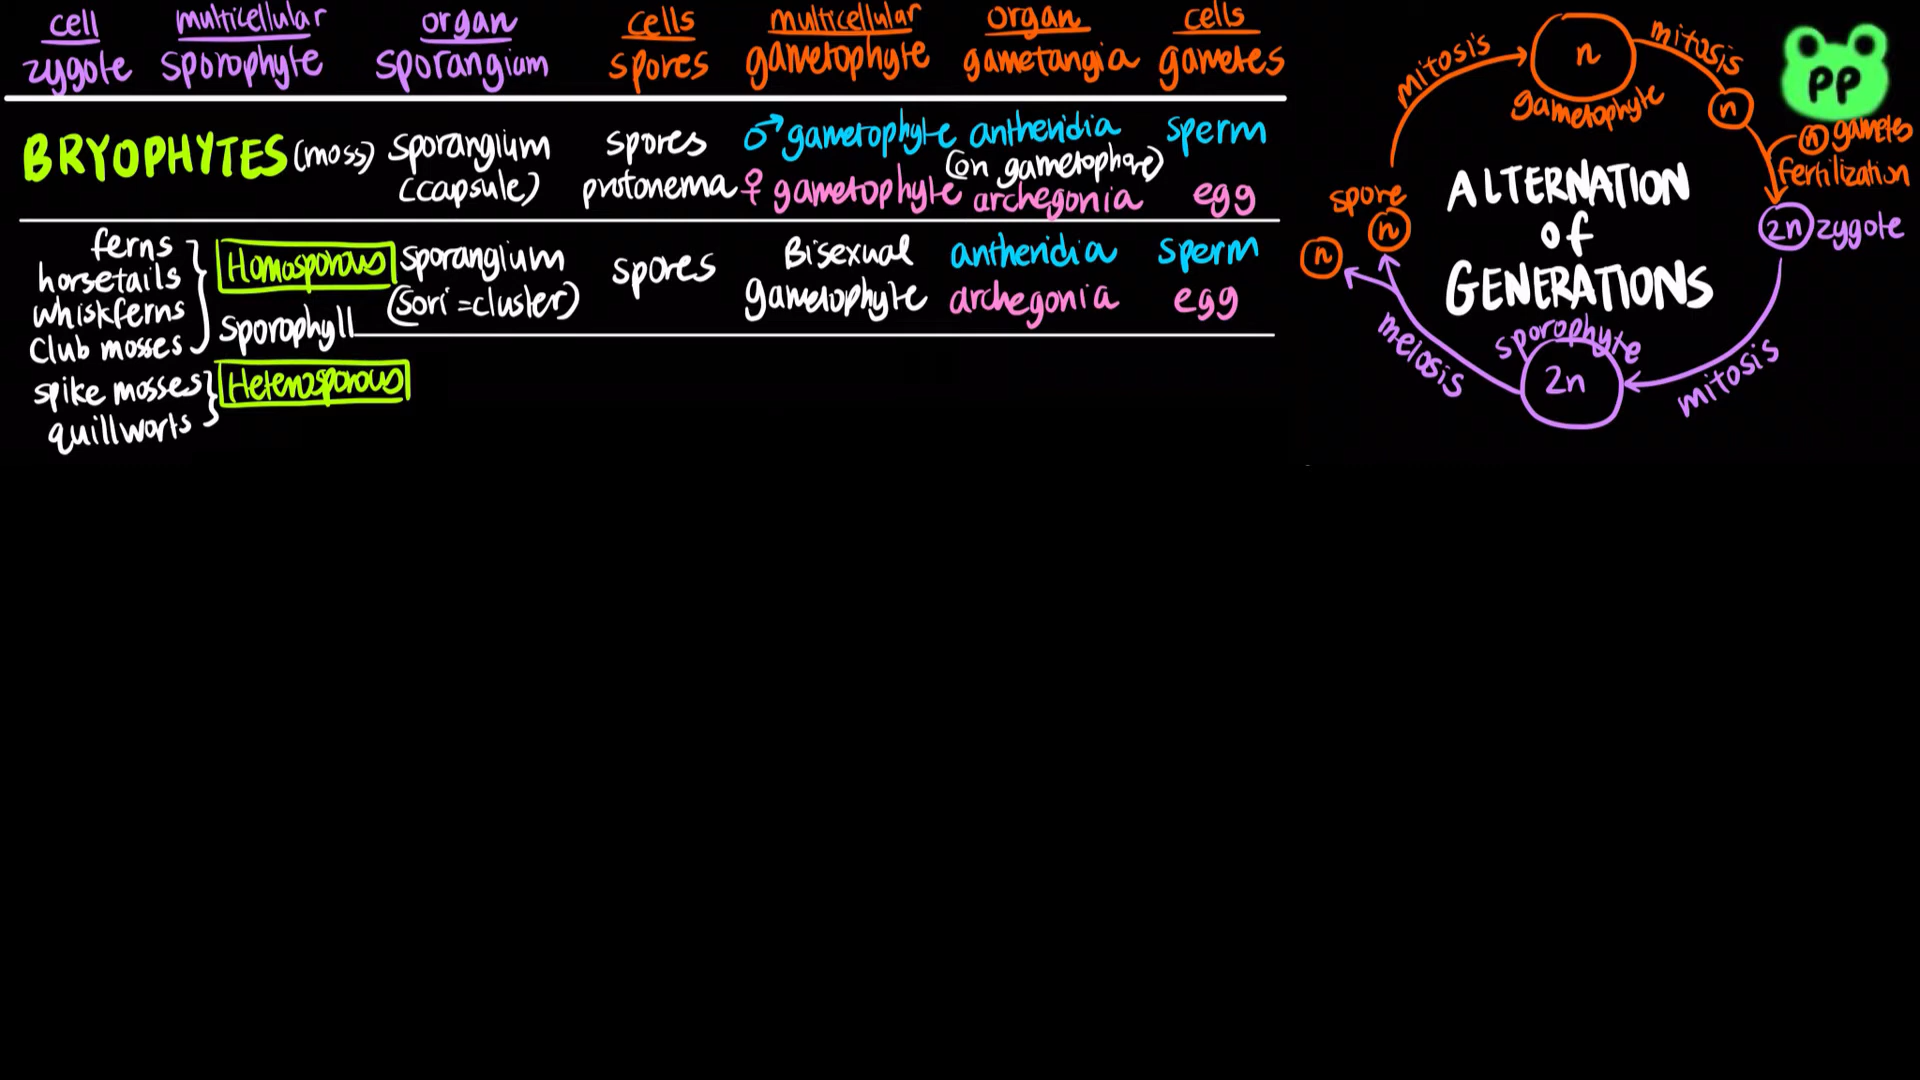 cell multicellular organ cells multicellular organ cells
zygote sporophyte sporangium spores gametophyte gametangia gametes
BRYOPHYTES (moss) sporangium spores ♂ gametophyte antheridia sperm
(capsule) protonema ♀ gametophyte (on gametophore) archegonia egg
ferns Homosporous sporangium spores Bisexual antheridia sperm
horsetails (sori = cluster) gametophyte archegonia egg
whiskferns
Club mosses sporophyll
spike mosses Heterosporous
quillworts
mitosis n mitosis
gametophyte n
n gametes
fertilization
ALTERNATION
of
GENERATIONS
spore
n
n
2n zygote
meiosis sporophyte mitosis
2n
PP